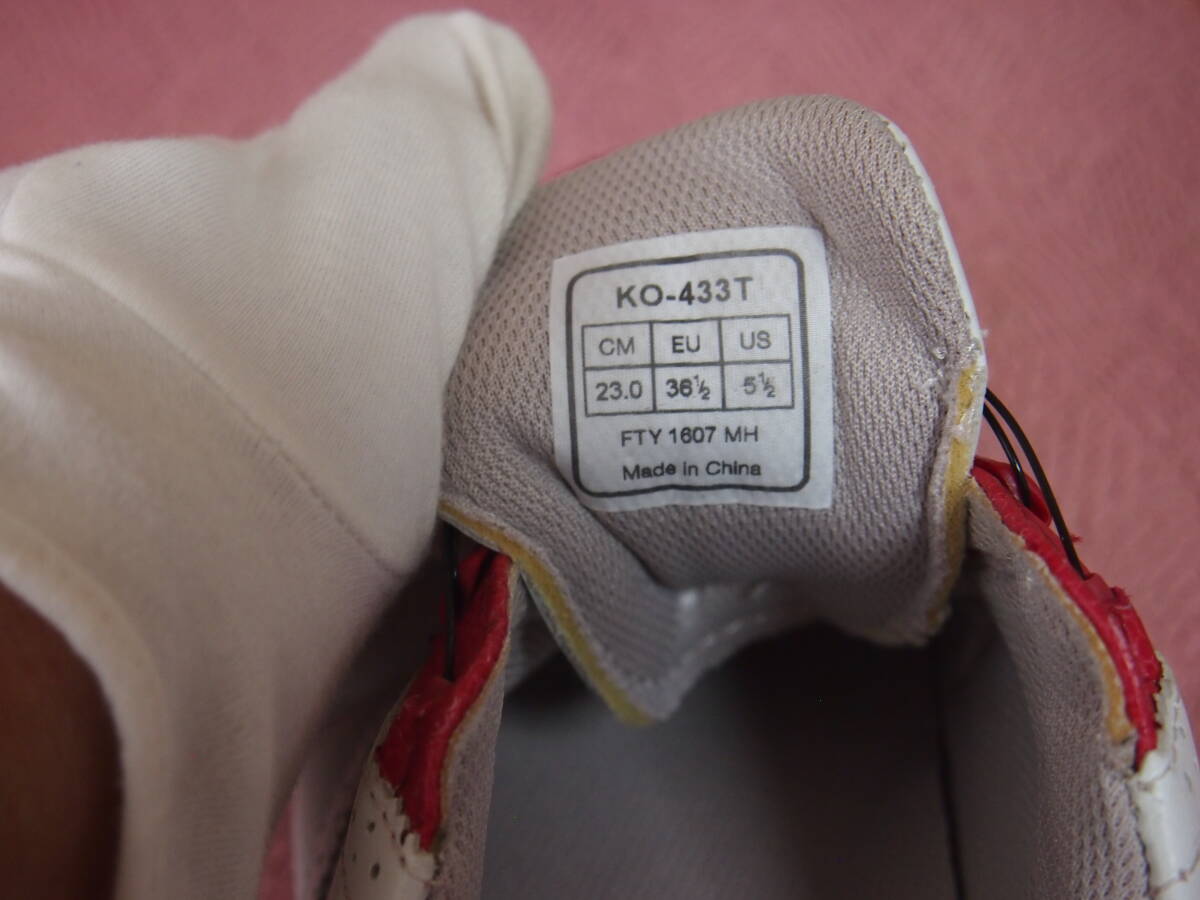 KO-433T
CM EU US
23.0 36½ 5½
FTY 1607 MH
Made in China